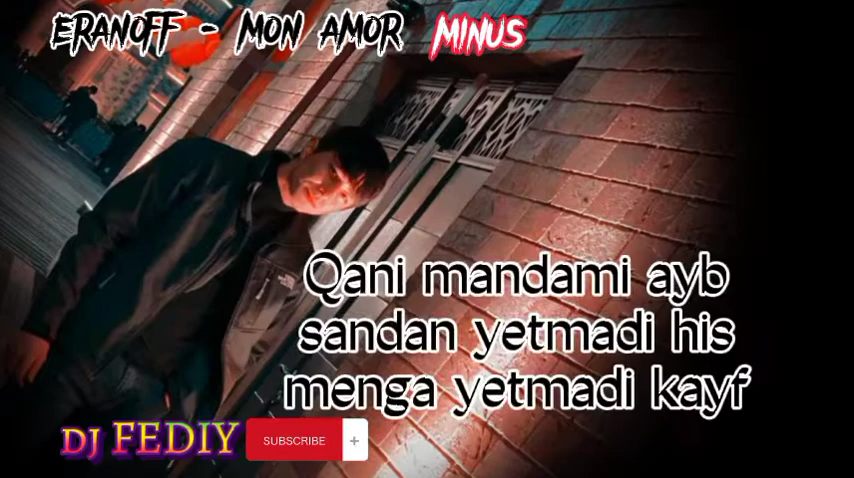 ERANOFF - MON AMOR MINUS
Qani mandami ayb
sandan yetmadi his
menga yetmadi kayf
DJ FEDIY SUBSCRIBE +